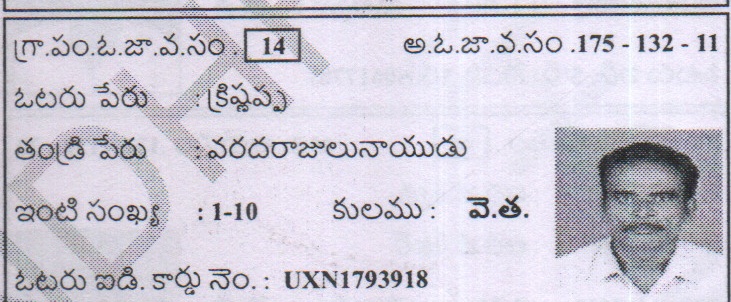 గ్రా.పం.ఓ.జా.వ.సం. 14 అ.ఓ.జా.వ.సం .175 - 132 - 11
ఓటరు పేరు : క్రిష్ణప్ప
తండ్రి పేరు : వరదరాజులునాయుడు
ఇంటి సంఖ్య : 1-10 కులము : వె.త.
ఓటరు ఐడి. కార్డు నెం. : UXN1793918